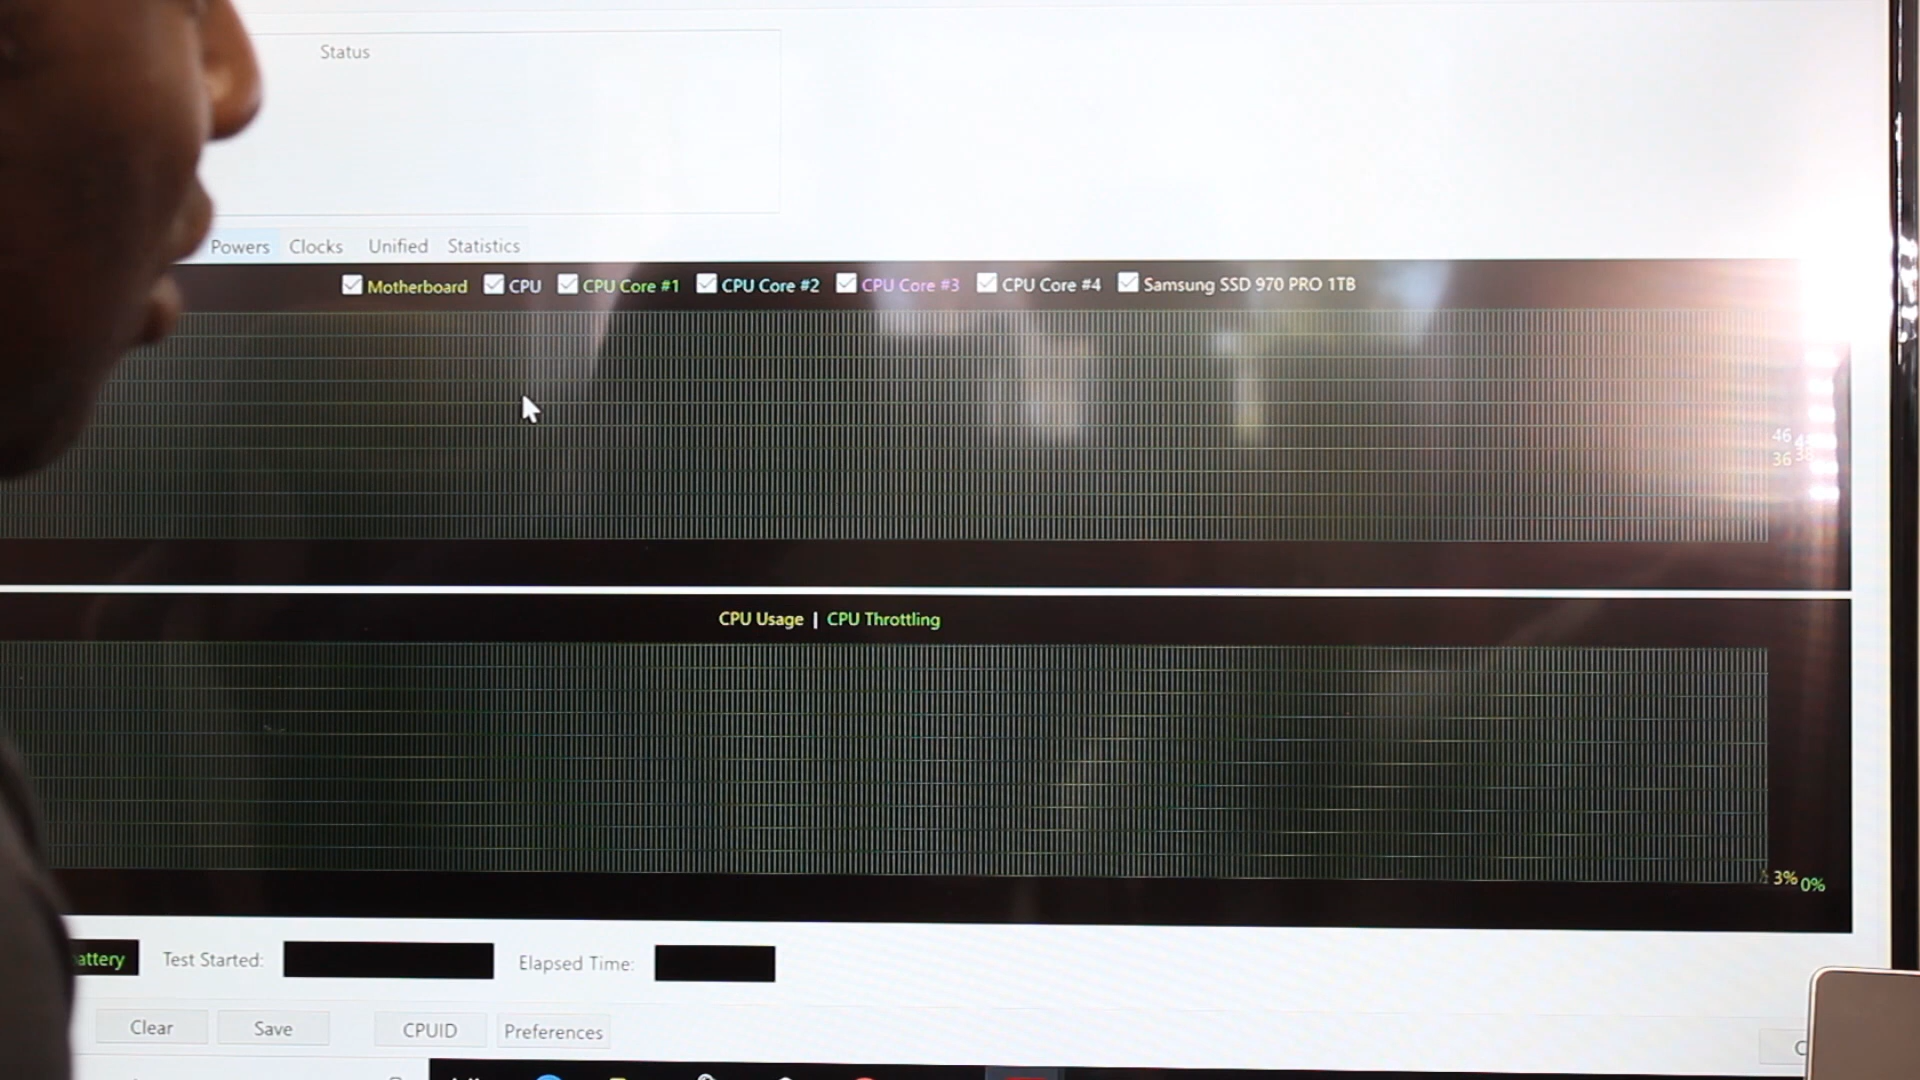 Status
Powers Clocks Unified Statistics
Motherboard CPU CPU Core #1 CPU Core #2 CPU Core #3 CPU Core #4 Samsung SSD 970 PRO 1TB
46
36 38
CPU Usage | CPU Throttling
3% 0%
attery Test Started: Elapsed Time:
Clear Save CPUID Preferences